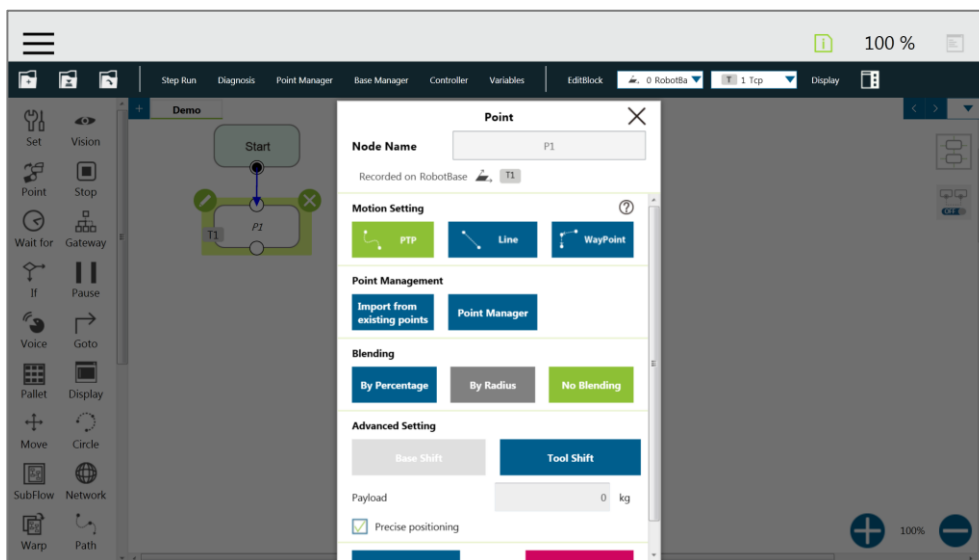 100 %
Step Run Diagnosis Point Manager Base Manager Controller Variables EditBlock 0 RobotBa T 1 Tcp Display
+ Demo
Set Vision
Point Stop
Wait for Gateway
If Pause
Voice Goto
Pallet Display
Move Circle
SubFlow Network
Warp Path
Start
P1
T1
Point
Node Name P1
Recorded on RobotBase T1
Motion Setting
PTP Line WayPoint
Point Management
Import from
existing points
Point Manager
Blending
By Percentage By Radius No Blending
Advanced Setting
Base Shift Tool Shift
Payload 0 kg
Precise positioning
OFF
100%